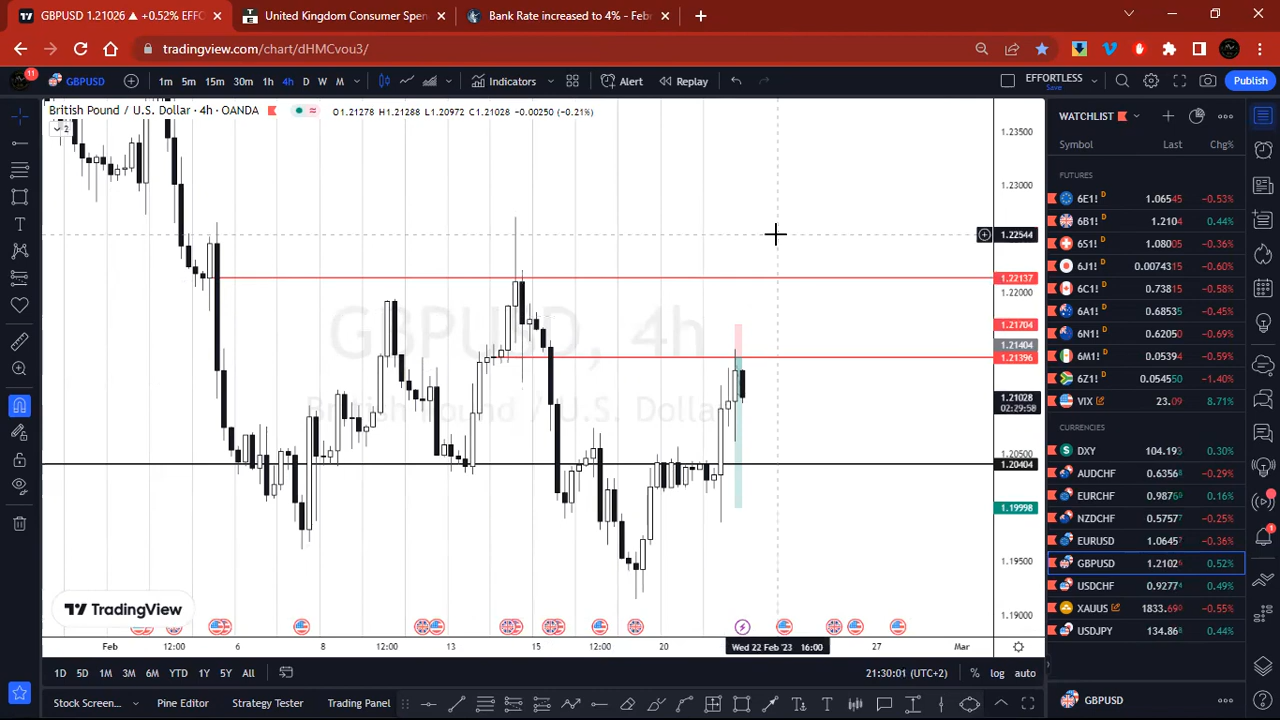 GBPUSD 1.21026 ▲ +0.52% EFFO
United Kingdom Consumer Spen
Bank Rate increased to 4% - Febr
tradingview.com/chart/dHMCvou3/
11
GBPUSD 1m 5m 15m 30m 1h 4h D W M Indicators Alert Replay EFFORTLESS Save Publish
British Pound / U.S. Dollar · 4h · OANDA O1.21278 H1.21288 L1.20972 C1.21028 -0.00250 (-0.21%)
2
GBPUSD, 4h
British Pound / U.S. Dollar
1.23500
1.23000
1.22544
1.22137
1.22000
1.21704
1.21404
1.21396
1.21028
02:29:58
1.20500
1.20404
1.19998
1.19500
1.19000
TradingView
Feb 12:00 6 8 12:00 13 15 12:00 20 Wed 22 Feb '23 16:00 27 Mar
1D 5D 1M 3M 6M YTD 1Y 5Y All 21:30:01 (UTC+2) % log auto
Stock Screen... Pine Editor Strategy Tester Trading Panel
WATCHLIST
Symbol Last Chg%
FUTURES
6E1! D 1.06545 -0.53%
6B1! D 1.2104 0.44%
6S1! D 1.08005 -0.36%
6J1! D 0.0074315 -0.60%
6C1! D 0.73815 -0.58%
6A1! D 0.68535 -0.45%
6N1! D 0.62050 -0.69%
6M1! D 0.05394 -0.59%
6Z1! D 0.054550 -1.40%
VIX 23.09 8.71%
CURRENCIES
DXY 104.193 0.30%
AUDCHF 0.6356 -0.29%
EURCHF 0.9876 0.16%
NZDCHF 0.5757 -0.25%
EURUSD 1.0645 -0.36%
GBPUSD 1.2102 0.52%
USDCHF 0.9277 0.49%
XAUUS 1833.69 -0.55%
USDJPY 134.86 0.44%
GBPUSD